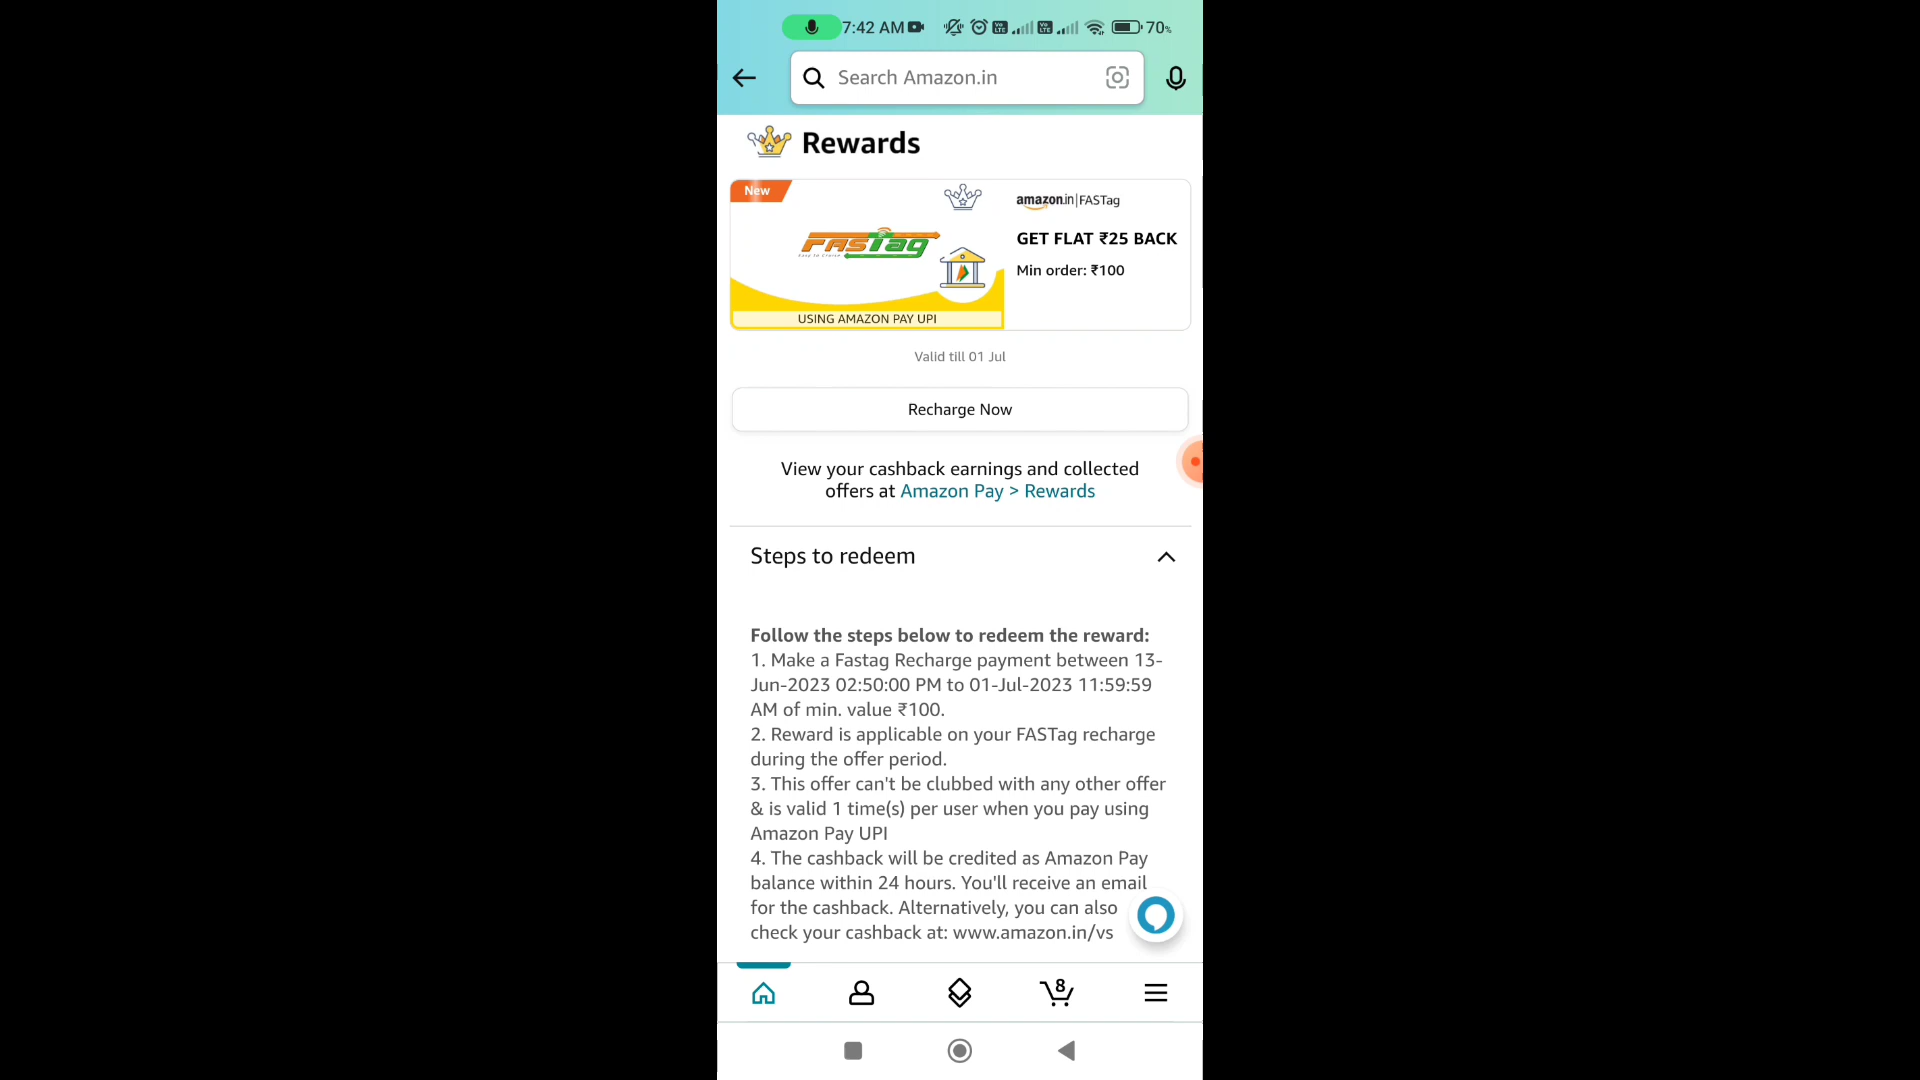 7:42 AM
70%
Search Amazon.in
Rewards
New
FASTag
USING AMAZON PAY UPI
amazon.in|FASTag
GET FLAT ₹25 BACK
Min order: ₹100
Valid till 01 Jul
Recharge Now
View your cashback earnings and collected
offers at Amazon Pay > Rewards
Steps to redeem
Follow the steps below to redeem the reward:
1. Make a Fastag Recharge payment between 13-
Jun-2023 02:50:00 PM to 01-Jul-2023 11:59:59
AM of min. value ₹100.
2. Reward is applicable on your FASTag recharge
during the offer period.
3. This offer can't be clubbed with any other offer
& is valid 1 time(s) per user when you pay using
Amazon Pay UPI
4. The cashback will be credited as Amazon Pay
balance within 24 hours. You'll receive an email
for the cashback. Alternatively, you can also
check your cashback at: www.amazon.in/vs
8